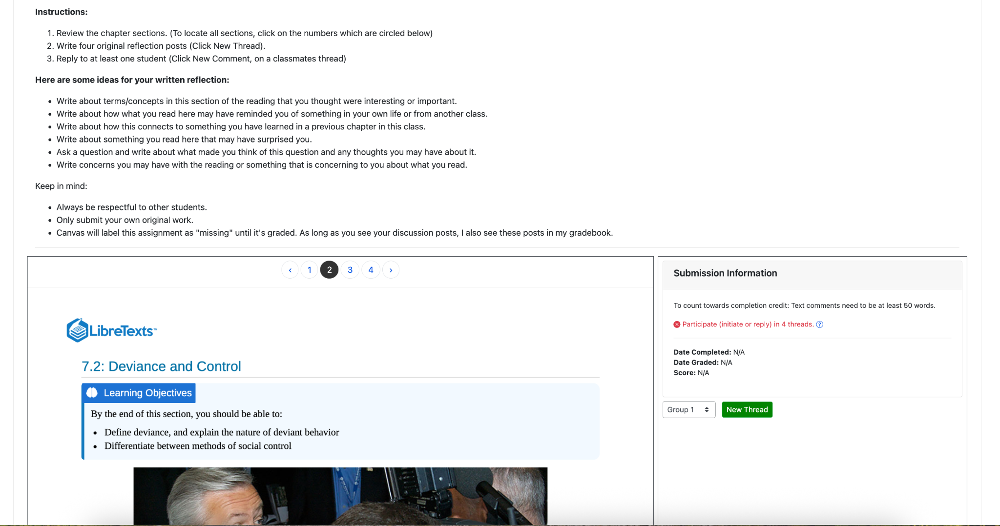 Instructions:
1. Review the chapter sections. (To locate all sections, click on the numbers which are circled below)
2. Write four original reflection posts (Click New Thread).
3. Reply to at least one student (Click New Comment, on a classmates thread)
Here are some ideas for your written reflection:
• Write about terms/concepts in this section of the reading that you thought were interesting or important.
• Write about how what you read here may have reminded you of something in your own life or from another class.
• Write about how this connects to something you have learned in a previous chapter in this class.
• Write about something you read here that may have surprised you.
• Ask a question and write about what made you think of this question and any thoughts you may have about it.
• Write concerns you may have with the reading or something that is concerning to you about what you read.
Keep in mind:
• Always be respectful to other students.
• Only submit your own original work.
• Canvas will label this assignment as "missing" until it's graded. As long as you see your discussion posts, I also see these posts in my gradebook.
‹ 1 2 3 4 ›
LibreTexts™
7.2: Deviance and Control
Learning Objectives
By the end of this section, you should be able to:
• Define deviance, and explain the nature of deviant behavior
• Differentiate between methods of social control
Submission Information
To count towards completion credit: Text comments need to be at least 50 words.
Participate (initiate or reply) in 4 threads. ?
Date Completed: N/A
Date Graded: N/A
Score: N/A
Group 1
New Thread